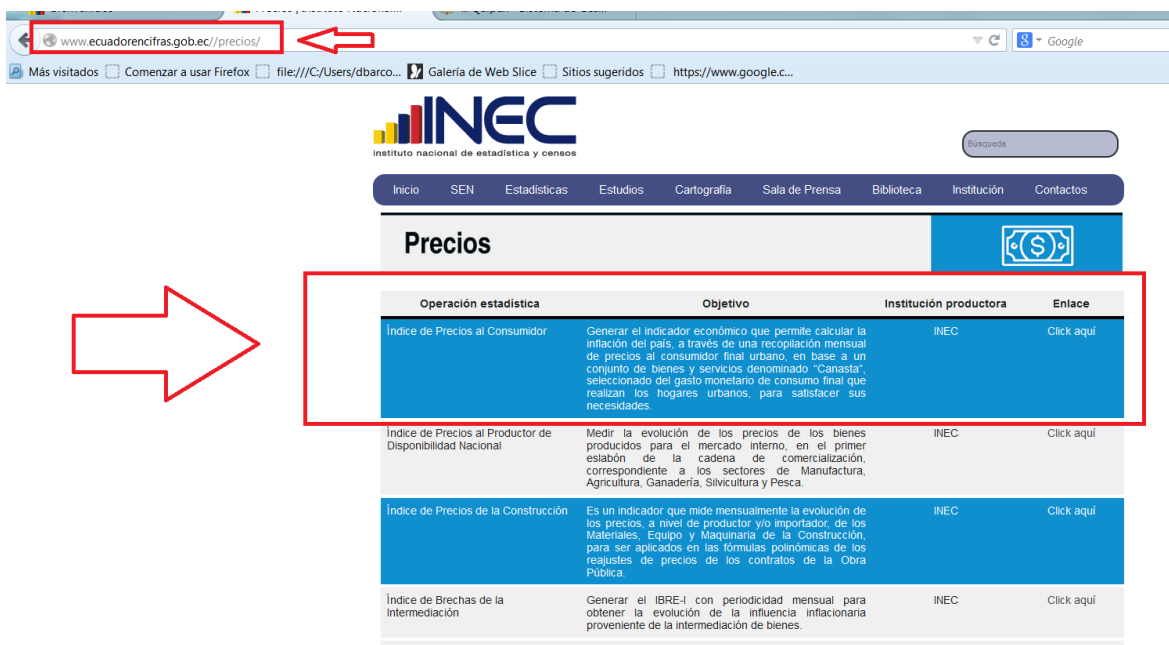 www.ecuadorencifras.gob.ec//precios/
Google
Más visitados
Comenzar a usar Firefox
file:///C:/Users/dbarco...
Galería de Web Slice
Sitios sugeridos
https://www.google.c...
INEC
instituto nacional de estadística y censos
Búsqueda
Inicio SEN Estadísticas Estudios Cartografía Sala de Prensa Biblioteca Institución Contactos
Precios
Operación estadística Objetivo Institución productora Enlace
Índice de Precios al Consumidor
Generar el indicador económico que permite calcular la
inflación del país, a través de una recopilación mensual
de precios al consumidor final urbano, en base a un
conjunto de bienes y servicios denominado "Canasta",
seleccionado del gasto monetario de consumo final que
realizan los hogares urbanos, para satisfacer sus
necesidades.
INEC
Click aquí
Índice de Precios al Productor de
Disponibilidad Nacional
Medir la evolución de los precios de los bienes
producidos para el mercado interno, en el primer
eslabón de la cadena de comercialización,
correspondiente a los sectores de Manufactura,
Agricultura, Ganadería, Silvicultura y Pesca.
INEC
Click aquí
Índice de Precios de la Construcción
Es un indicador que mide mensualmente la evolución de
los precios, a nivel de productor y/o importador, de los
Materiales, Equipo y Maquinaria de la Construcción,
para ser aplicados en las fórmulas polinómicas de los
reajustes de precios de los contratos de la Obra
Pública.
INEC
Click aquí
Índice de Brechas de la
Intermediación
Generar el IBRE-I con periodicidad mensual para
obtener la evolución de la influencia inflacionaria
proveniente de la intermediación de bienes.
INEC
Click aquí